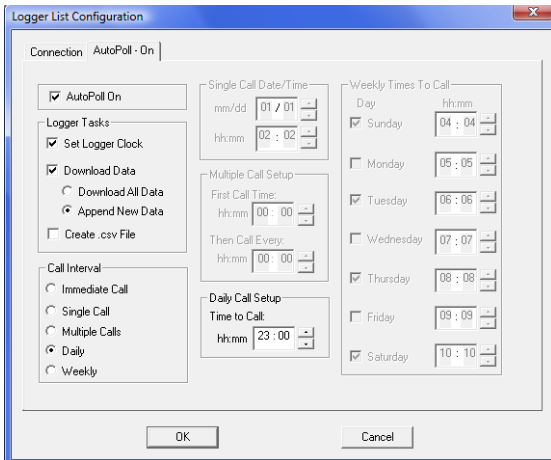 Logger List Configuration
Connection
AutoPoll - On
AutoPoll On
Logger Tasks
Set Logger Clock
Download Data
Download All Data
Append New Data
Create .csv File
Call Interval
Immediate Call
Single Call
Multiple Calls
Daily
Weekly
Single Call Date/Time
mm/dd 01 / 01
hh:mm 02 : 02
Multiple Call Setup
First Call Time:
hh:mm 00 : 00
Then Call Every:
hh:mm 00 : 00
Daily Call Setup
Time to Call:
hh:mm 23 : 00
Weekly Times To Call
Day hh:mm
Sunday 04 : 04
Monday 05 : 05
Tuesday 06 : 06
Wednesday 07 : 07
Thursday 08 : 08
Friday 09 : 09
Saturday 10 : 10
OK
Cancel